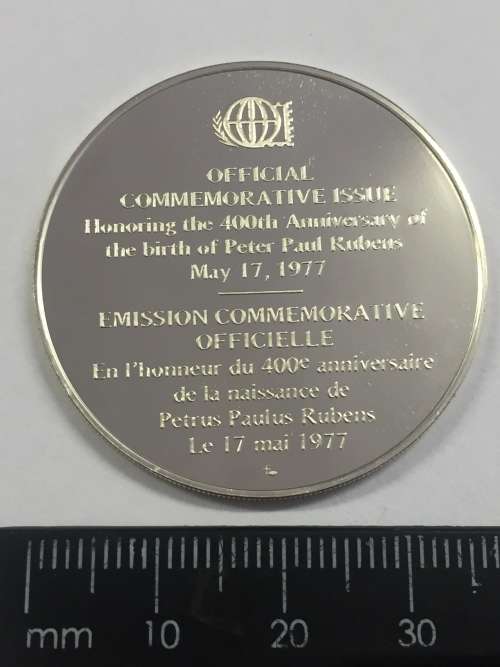 OFFICIAL
COMMEMORATIVE ISSUE
Honoring the 400th Anniversary of
the birth of Peter Paul Rubens
May 17, 1977
EMISSION COMMEMORATIVE
OFFICIELLE
En l'honneur du 400e anniversaire
de la naissance de
Petrus Paulus Rubens
Le 17 mai 1977
mm 10 20 30